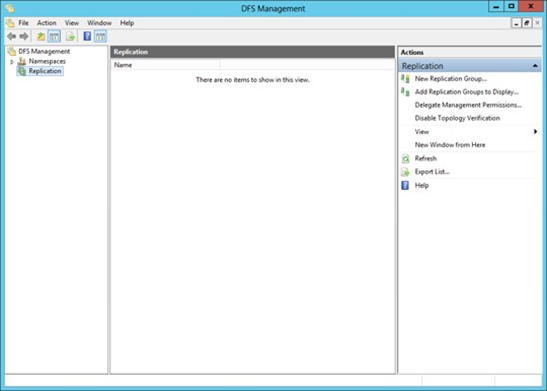 DFS Management
File Action View Window Help
DFS Management
Namespaces
Replication
Replication
Name
There are no items to show in this view.
Actions
Replication
New Replication Group...
Add Replication Groups to Display...
Delegate Management Permissions...
Disable Topology Verification
View
New Window from Here
Refresh
Export List...
Help